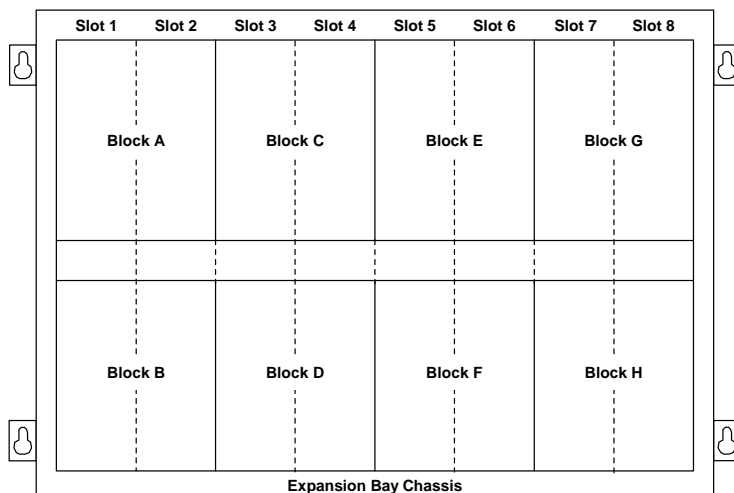 Slot 1 Slot 2 Slot 3 Slot 4 Slot 5 Slot 6 Slot 7 Slot 8
Block A Block C Block E Block G
Block B Block D Block F Block H
Expansion Bay Chassis